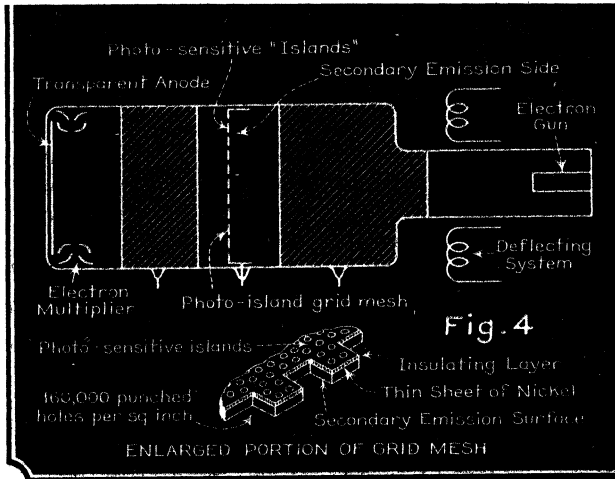 Photo-sensitive "Islands"
Transparent Anode
Secondary Emission Side
Electron
Gun
Electron
Multiplier
Photo-island grid mesh
Deflecting
System
Fig. 4
Photo-sensitive islands
Insulating Layer
Thin Sheet of Nickel
160,000 punched
holes per sq inch
Secondary Emission Surface
ENLARGED PORTION OF GRID MESH